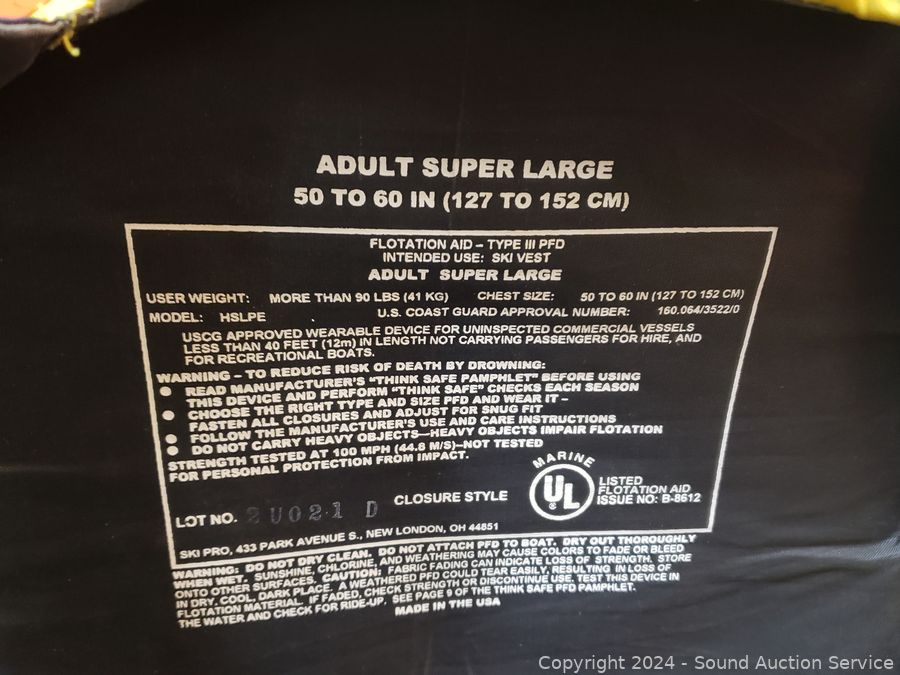 ADULT SUPER LARGE
50 TO 60 IN (127 TO 152 CM)
FLOTATION AID – TYPE III PFD
INTENDED USE: SKI VEST
ADULT SUPER LARGE
USER WEIGHT: MORE THAN 90 LBS (41 KG) CHEST SIZE: 50 TO 60 IN (127 TO 152 CM)
MODEL: HSLPE U.S. COAST GUARD APPROVAL NUMBER: 160.064/3522/0
USCG APPROVED WEARABLE DEVICE FOR UNINSPECTED COMMERCIAL VESSELS
LESS THAN 40 FEET (12m) IN LENGTH NOT CARRYING PASSENGERS FOR HIRE, AND
FOR RECREATIONAL BOATS.
WARNING – TO REDUCE RISK OF DEATH BY DROWNING:
● READ MANUFACTURER'S "THINK SAFE PAMPHLET" BEFORE USING
THIS DEVICE AND PERFORM "THINK SAFE" CHECKS EACH SEASON
● CHOOSE THE RIGHT TYPE AND SIZE PFD AND WEAR IT –
FASTEN ALL CLOSURES AND ADJUST FOR SNUG FIT
● FOLLOW THE MANUFACTURER'S USE AND CARE INSTRUCTIONS
● DO NOT CARRY HEAVY OBJECTS—HEAVY OBJECTS IMPAIR FLOTATION
STRENGTH TESTED AT 100 MPH (44.8 M/S)–NOT TESTED
FOR PERSONAL PROTECTION FROM IMPACT.
MARINE
UL
LISTED
FLOTATION AID
ISSUE NO: B-8612
LOT NO. 2U021 D CLOSURE STYLE
SKI PRO, 433 PARK AVENUE S., NEW LONDON, OH 44851
WARNING: DO NOT DRY CLEAN. DO NOT ATTACH PFD TO BOAT. DRY OUT THOROUGHLY
WHEN WET. SUNSHINE, CHLORINE, AND WEATHERING MAY CAUSE COLORS TO FADE OR BLEED
ONTO OTHER SURFACES. CAUTION: FABRIC FADING CAN INDICATE LOSS OF STRENGTH. STORE
IN DRY, COOL, DARK PLACE. A WEATHERED PFD COULD TEAR EASILY, RESULTING IN LOSS OF
FLOTATION MATERIAL. IF FADED, CHECK STRENGTH OR DISCONTINUE USE. TEST THIS DEVICE IN
THE WATER AND CHECK FOR RIDE-UP. SEE PAGE 9 OF THE THINK SAFE PFD PAMPHLET.
MADE IN THE USA
Copyright © 2024 - Sound Auction Service